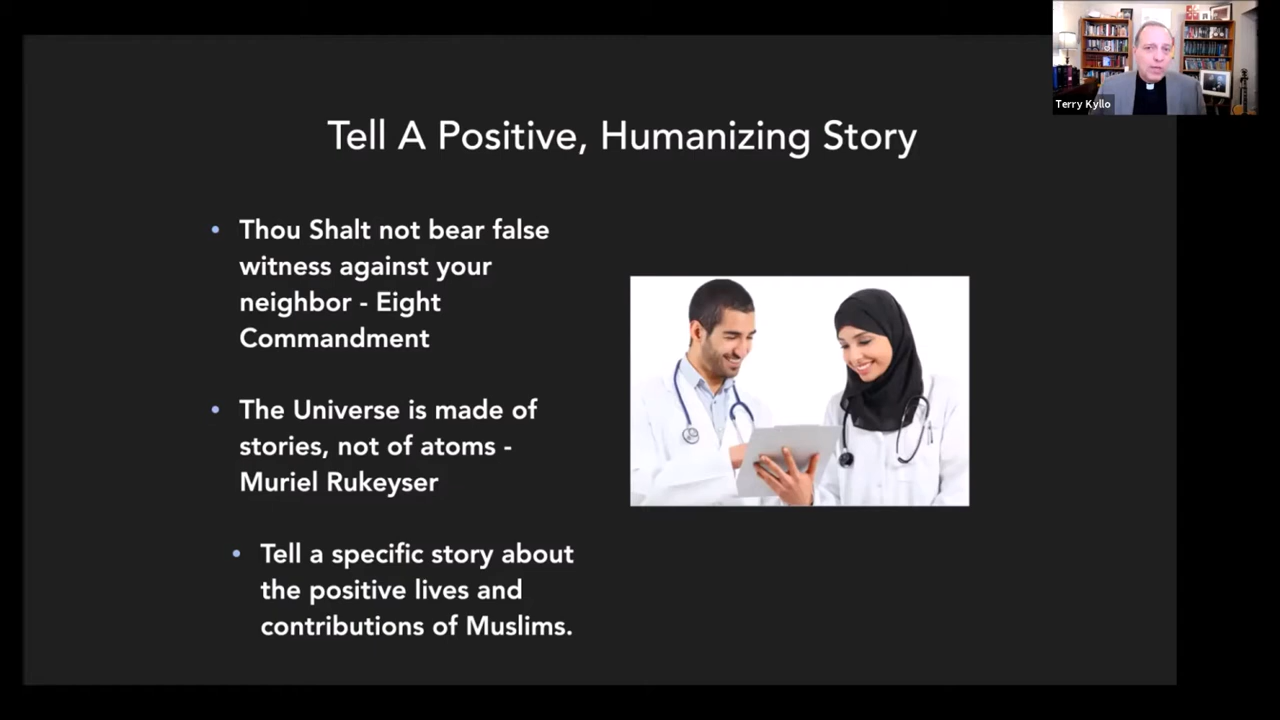 Terry Kyllo
Tell A Positive, Humanizing Story
• Thou Shalt not bear false
witness against your
neighbor - Eight
Commandment
• The Universe is made of
stories, not of atoms -
Muriel Rukeyser
• Tell a specific story about
the positive lives and
contributions of Muslims.